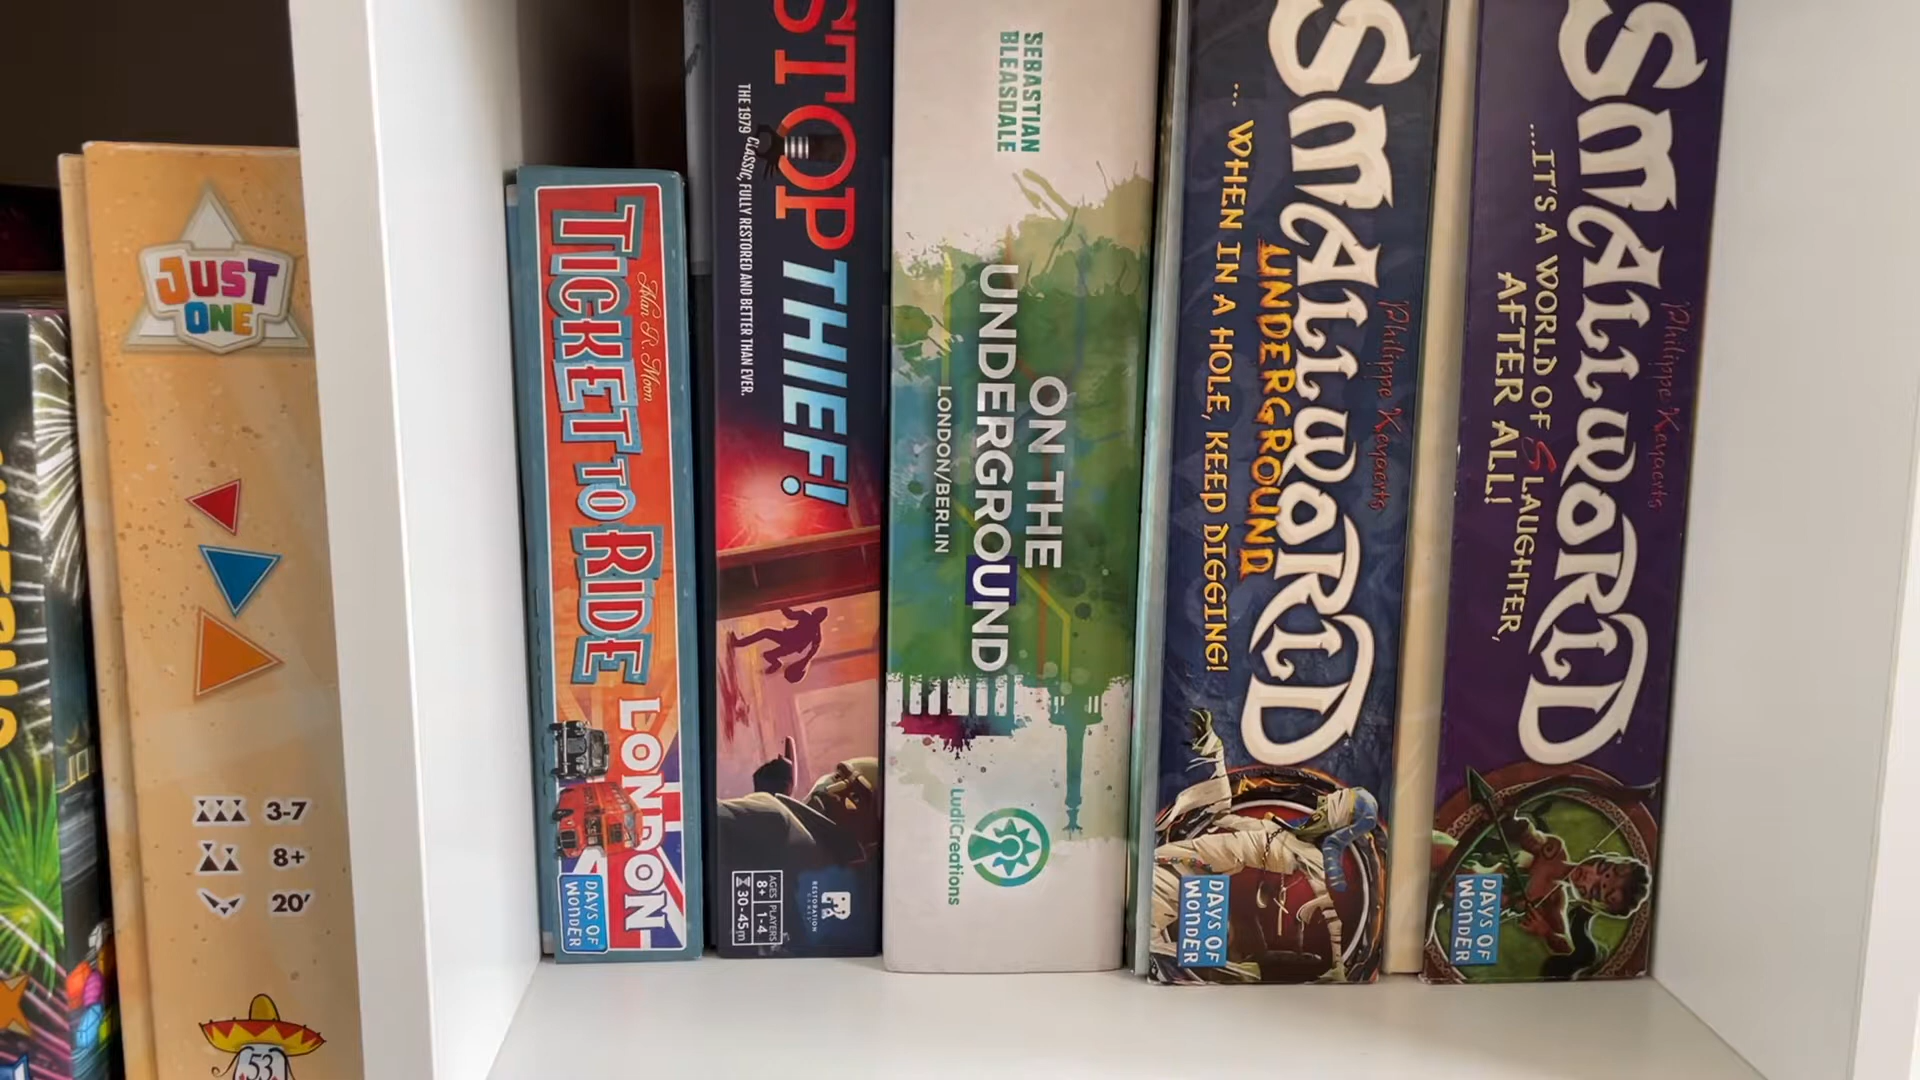 JUST
ONE
3-7
8+
20'
53
Alan R. Moon
TICKET TO RIDE
LONDON
DAYS OF
WONDER
STOP THIEF!
THE 1979 CLASSIC, FULLY RESTORED AND BETTER THAN EVER.
AGES
8+
PLAYERS
1-4
30-45m
RESTORATION
GAMES
SEBASTIAN
BLEASDALE
ON THE
UNDERGROUND
LONDON/BERLIN
LudiCreations
Philippe Keyaerts
SMALLWORLD
UNDERGROUND
... WHEN IN A HOLE, KEEP DIGGING!
DAYS OF
WONDER
Philippe Keyaerts
SMALLWORLD
...IT'S A WORLD OF SLAUGHTER,
AFTER ALL!
DAYS OF
WONDER